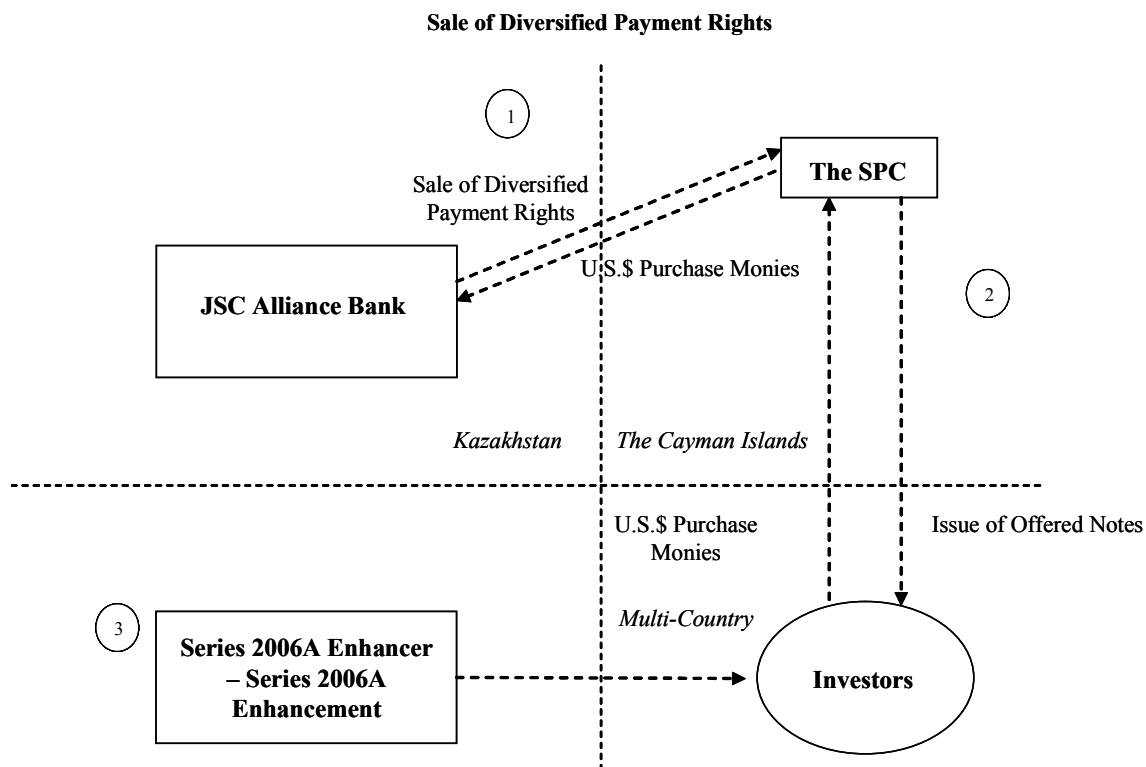 Sale of Diversified Payment Rights
1
The SPC
Sale of Diversified
Payment Rights
U.S.$ Purchase Monies
JSC Alliance Bank
2
Kazakhstan
The Cayman Islands
U.S.$ Purchase
Monies
Issue of Offered Notes
3
Multi-Country
Series 2006A Enhancer
– Series 2006A
Enhancement
Investors